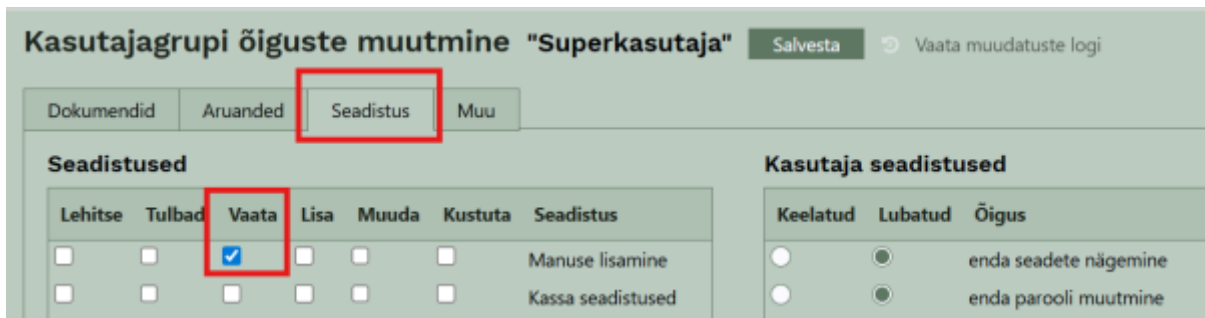 Kasutajagrupi õiguste muutmine "Superkasutaja" Salvesta Vaata muudatuste logi
Dokumendid Aruanded Seadistus Muu
Seadistused
Lehitse Tulbad Vaata Lisa Muuda Kustuta Seadistus
Manuse lisamine
Kassa seadistused
Kasutaja seadistused
Keelatud Lubatud Õigus
enda seadete nägemine
enda parooli muutmine